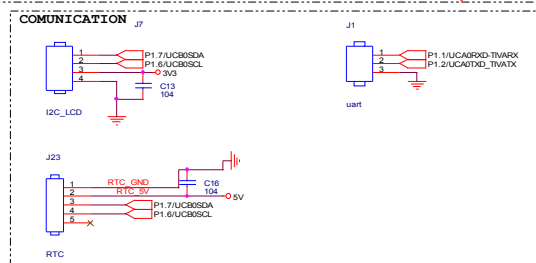 COMUNICATION
J7
1
2
3
4
P1.7/UCB0SDA
P1.6/UCB0SCL
3V3
C13
104
I2C_LCD
J1
1
2
3
P1.1/UCA0RXD-TIVARX
P1.2/UCA0TXD_TIVATX
uart
J23
1
2
3
4
5
RTC_GND
RTC_5V
C16
104
5V
P1.7/UCB0SDA
P1.6/UCB0SCL
RTC